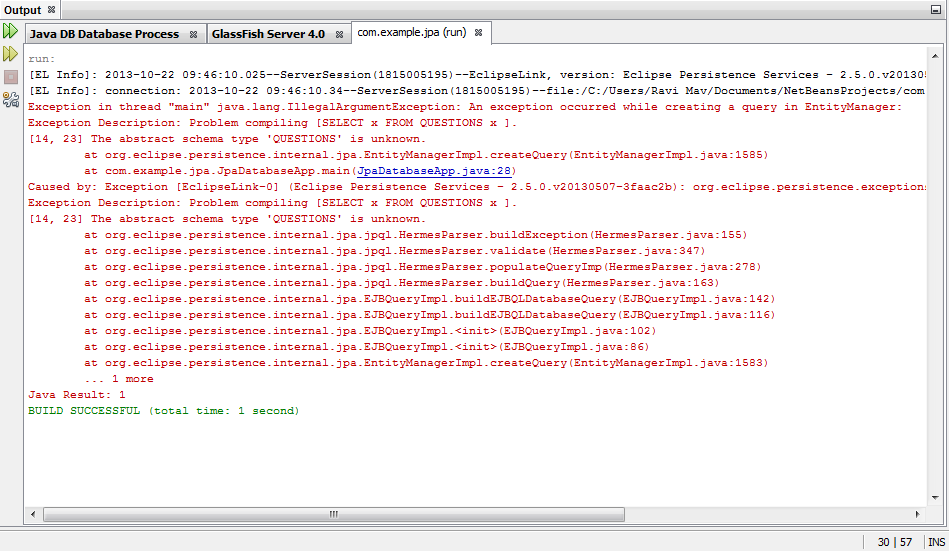 Output
Java DB Database Process
GlassFish Server 4.0
com.example.jpa (run)
run:
[EL Info]: 2013-10-22 09:46:10.025--ServerSession(1815005195)--EclipseLink, version: Eclipse Persistence Services - 2.5.0.v20130
[EL Info]: connection: 2013-10-22 09:46:10.34--ServerSession(1815005195)--file:/C:/Users/Ravi Mav/Documents/NetBeansProjects/com
Exception in thread "main" java.lang.IllegalArgumentException: An exception occurred while creating a query in EntityManager:
Exception Description: Problem compiling [SELECT x FROM QUESTIONS x ].
[14, 23] The abstract schema type 'QUESTIONS' is unknown.
at org.eclipse.persistence.internal.jpa.EntityManagerImpl.createQuery(EntityManagerImpl.java:1585)
at com.example.jpa.JpaDatabaseApp.main(JpaDatabaseApp.java:28)
Caused by: Exception [EclipseLink-0] (Eclipse Persistence Services - 2.5.0.v20130507-3faac2b): org.eclipse.persistence.exception
Exception Description: Problem compiling [SELECT x FROM QUESTIONS x ].
[14, 23] The abstract schema type 'QUESTIONS' is unknown.
at org.eclipse.persistence.internal.jpa.jpql.HermesParser.buildException(HermesParser.java:155)
at org.eclipse.persistence.internal.jpa.jpql.HermesParser.validate(HermesParser.java:347)
at org.eclipse.persistence.internal.jpa.jpql.HermesParser.populateQueryImp(HermesParser.java:278)
at org.eclipse.persistence.internal.jpa.jpql.HermesParser.buildQuery(HermesParser.java:163)
at org.eclipse.persistence.internal.jpa.EJBQueryImpl.buildEJBQLDatabaseQuery(EJBQueryImpl.java:142)
at org.eclipse.persistence.internal.jpa.EJBQueryImpl.buildEJBQLDatabaseQuery(EJBQueryImpl.java:116)
at org.eclipse.persistence.internal.jpa.EJBQueryImpl.<init>(EJBQueryImpl.java:102)
at org.eclipse.persistence.internal.jpa.EJBQueryImpl.<init>(EJBQueryImpl.java:86)
at org.eclipse.persistence.internal.jpa.EntityManagerImpl.createQuery(EntityManagerImpl.java:1583)
... 1 more
Java Result: 1
BUILD SUCCESSFUL (total time: 1 second)
30 | 57 INS